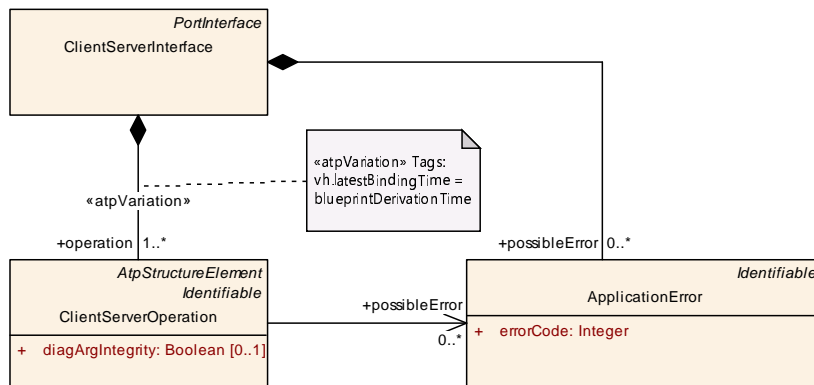 PortInterface
ClientServerInterface
«atpVariation» Tags:
vh.latestBindingTime =
blueprintDerivationTime
«atpVariation»
+operation 1..*
+possibleError 0..*
AtpStructureElement
Identifiable
ClientServerOperation
+ diagArgIntegrity: Boolean [0..1]
+possibleError
0..*
Identifiable
ApplicationError
+ errorCode: Integer